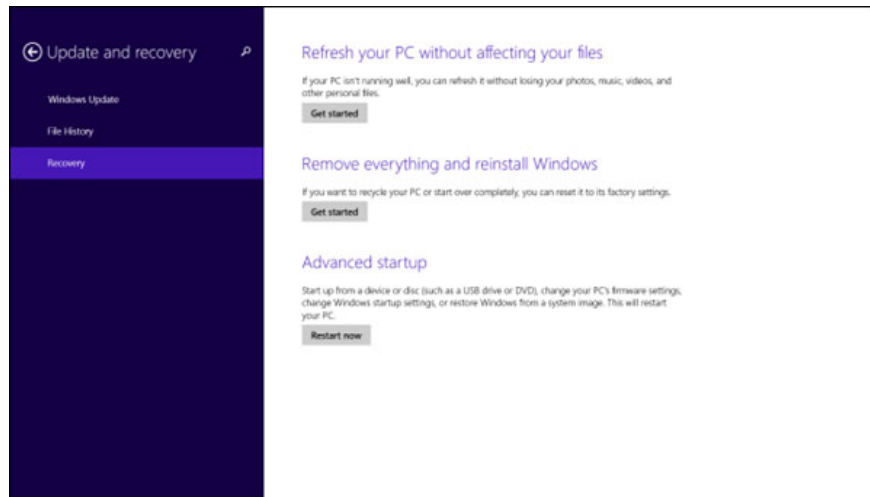 Update and recovery
Windows Update
File History
Recovery
Refresh your PC without affecting your files
If your PC isn't running well, you can refresh it without losing your photos, music, videos, and
other personal files.
Get started
Remove everything and reinstall Windows
If you want to recycle your PC or start over completely, you can reset it to its factory settings.
Get started
Advanced startup
Start up from a device or disc (such as a USB drive or DVD), change your PC's firmware settings,
change Windows startup settings, or restore Windows from a system image. This will restart
your PC.
Restart now